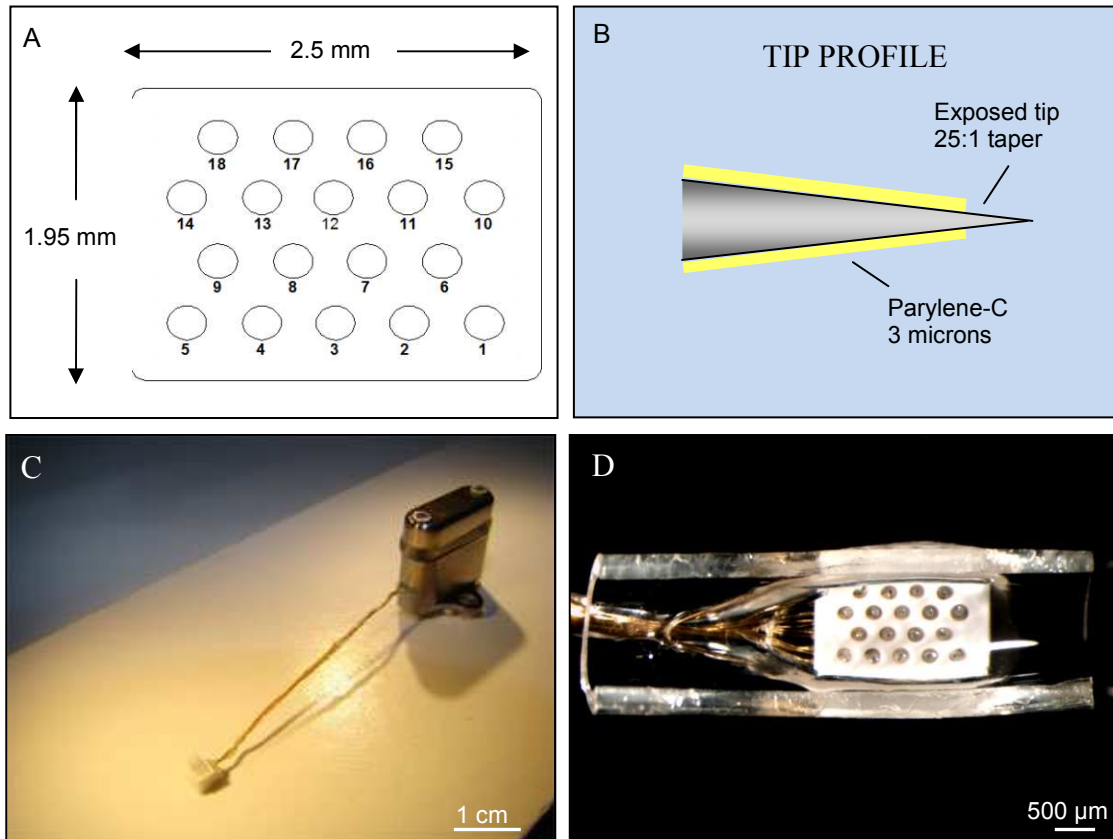 A
2.5 mm
1.95 mm
18 17 16 15
14 13 12 11 10
9 8 7 6
5 4 3 2 1
B
TIP PROFILE
Exposed tip
25:1 taper
Parylene-C
3 microns
C
1 cm
D
500 µm